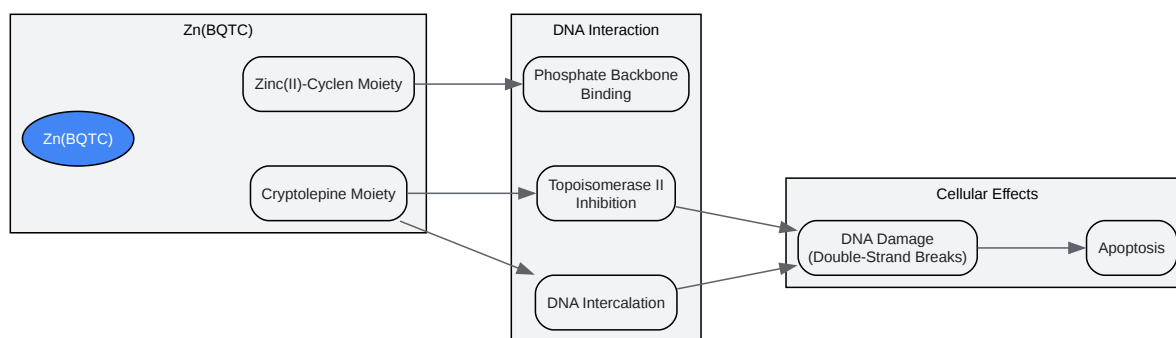 Zn(BQTC)
Zinc(II)-Cyclen Moiety
Zn(BQTC)
Cryptolepine Moiety
DNA Interaction
Phosphate Backbone
Binding
Topoisomerase II
Inhibition
DNA Intercalation
Cellular Effects
DNA Damage
(Double-Strand Breaks)
Apoptosis